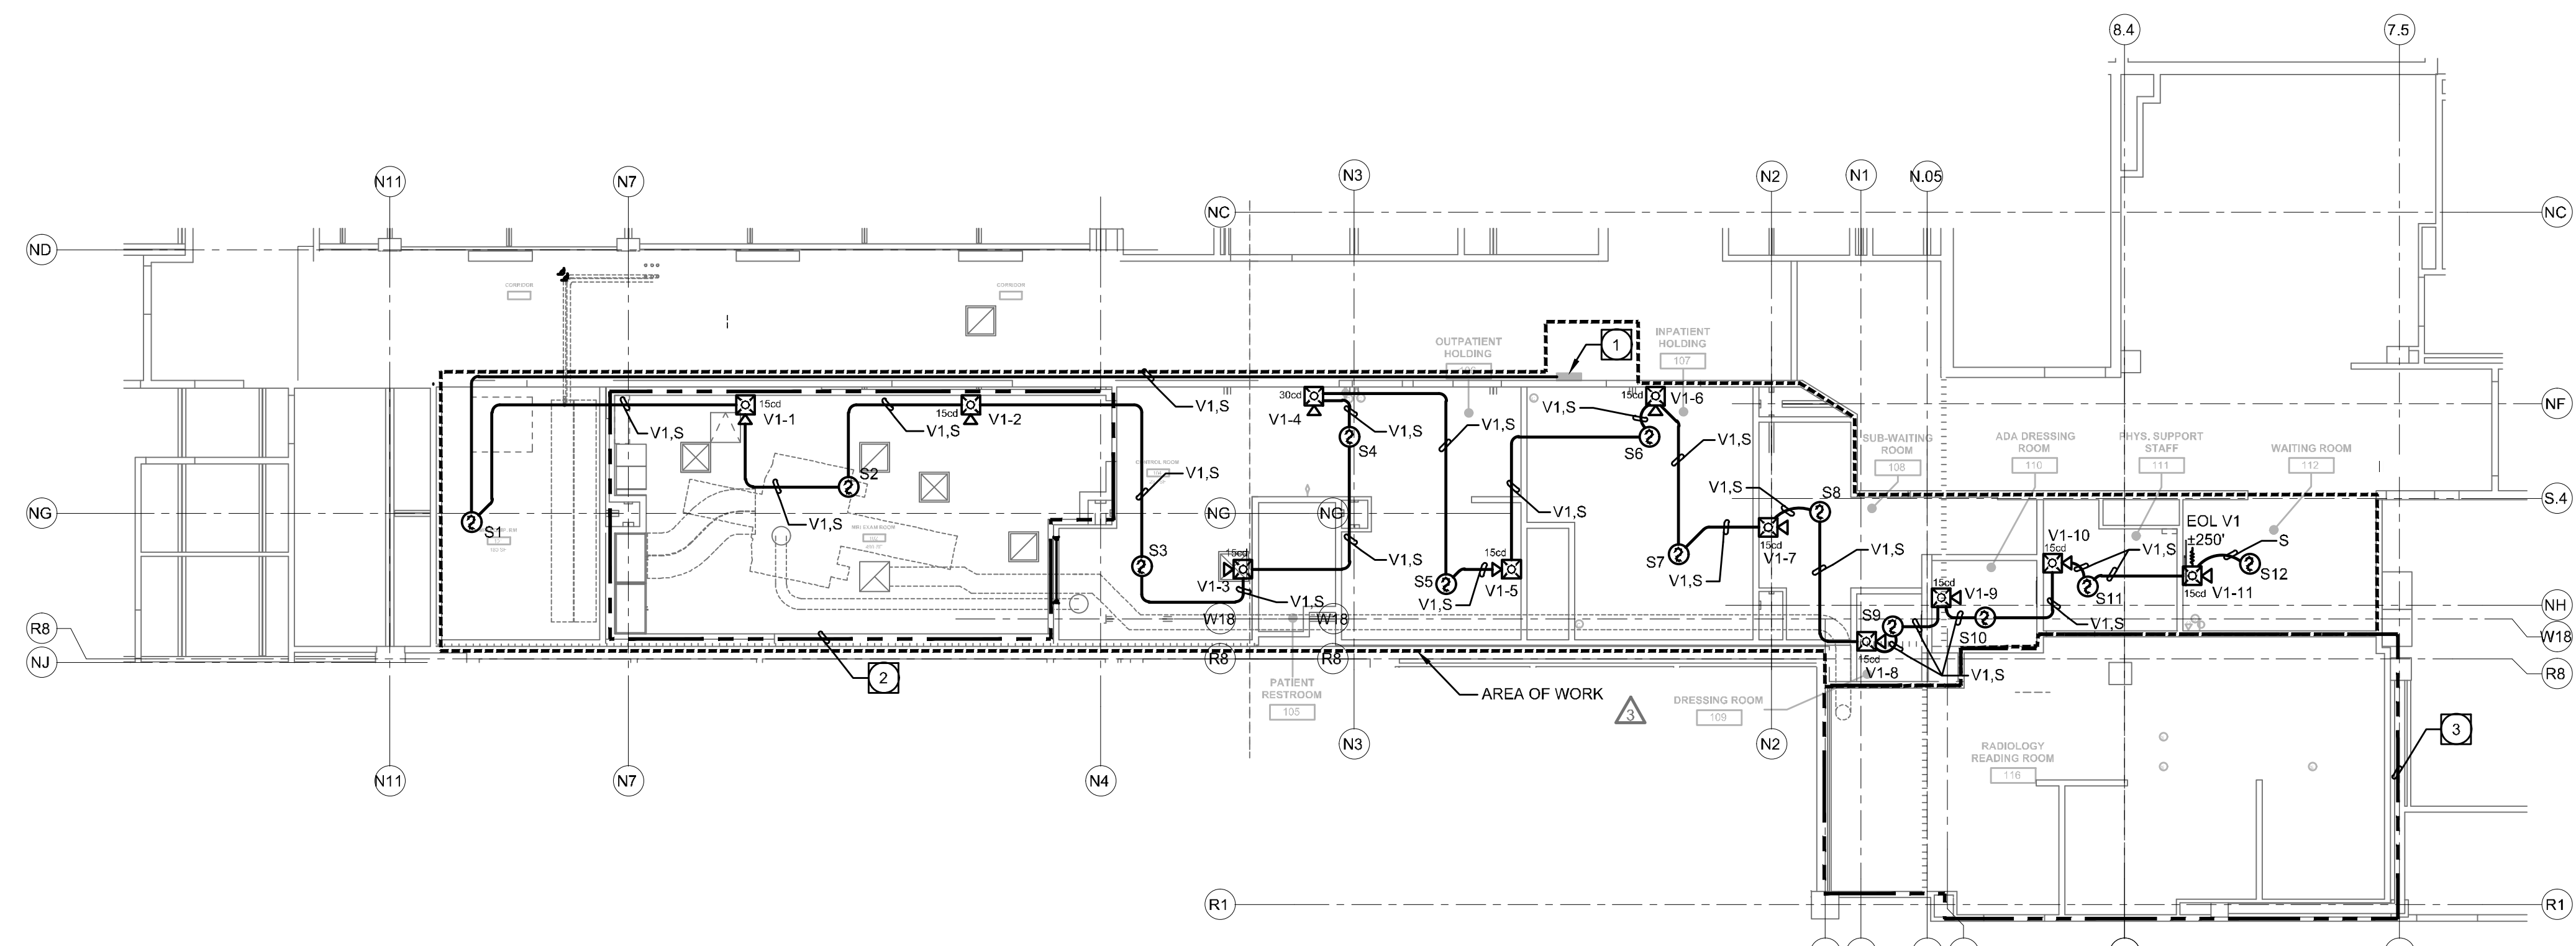 8.4
7.5
N11
N7
N3
N2
N1
N.05
NC
NC
ND
CORRIDOR
CORRIDOR
1
OUTPATIENT
HOLDING
INPATIENT
HOLDING
107
15cd
V1-1
15cd
V1-2
30cd
V1-4
V1,S
15cd
V1-6
NF
V1,S
V1,S
V1,S
V1,S
V1,S
V1,S
S4
S6
V1,S
SUB-WAITING
ROOM
108
ADA DRESSING
ROOM
110
PHYS. SUPPORT
STAFF
111
WAITING ROOM
112
CONTROL ROOM
V1,S
S2
V1,S
S8
S.4
NG
S1
V1,S
NG
NG
V1,S
MRI EXAM ROOM
15cd
V1-7
EOL V1
±250'
S
V1-10
15cd
V1,S
S3
15cd
V1-3
V1,S
S5
15cd
V1-5
S7
V1,S
V1,S
S12
S11
15cd
V1-11
15cd
V1-9
V1,S
V1,S
NH
R8
W18
W18
S9
S10
V1,S
W18
NJ
R8
R8
15cd
V1-8
V1,S
R8
2
PATIENT
RESTROOM
105
AREA OF WORK
3
DRESSING ROOM
109
3
N3
N2
RADIOLOGY
READING ROOM
116
N11
N7
N4
R1
R1